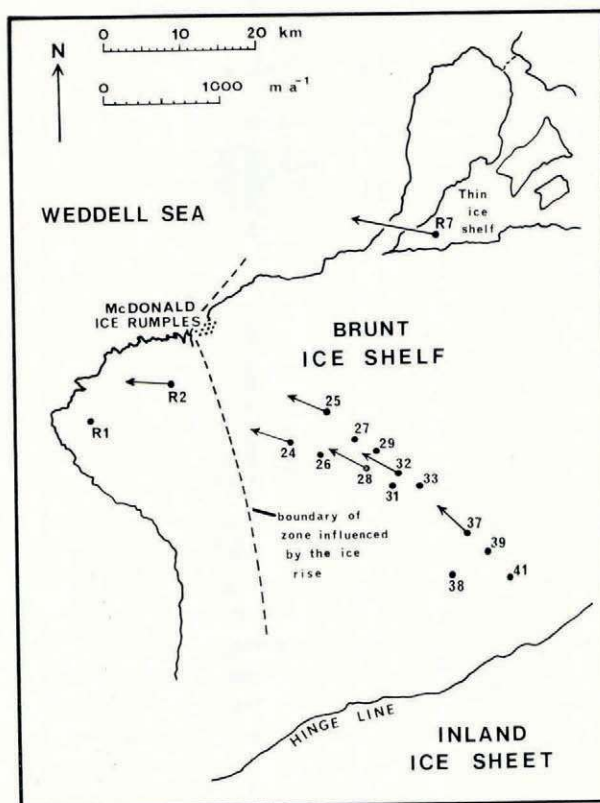 0 10 20 km
N
0 1000 m a⁻¹
WEDDELL SEA
Thin
ice
shelf
R7
McDONALD
ICE RUMPLES
BRUNT
ICE SHELF
R2
R1
25
24
27
29
26
28
32
31
33
boundary of
zone influenced
by the ice
rise
37
39
38
41
HINGE LINE
INLAND
ICE SHEET